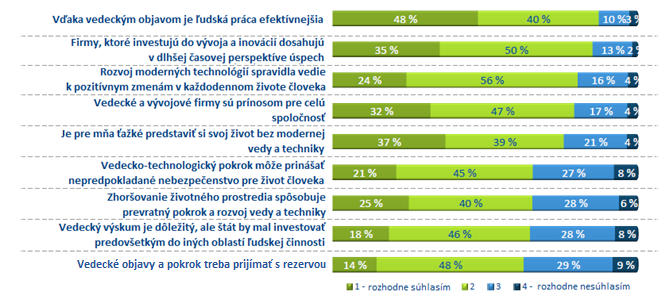 Vďaka vedeckým objavom je ľudská práca efektívnejšia
48 % 40 % 10 % 3 %
Firmy, ktoré investujú do vývoja a inovácií dosahujú
v dlhšej časovej perspektíve úspech
35 % 50 % 13 % 2 %
Rozvoj moderných technológií spravidla vedie
k pozitívnym zmenám v každodennom živote človeka
24 % 56 % 16 % 4 %
Vedecké a vývojové firmy sú prínosom pre celú
spoločnosť
32 % 47 % 17 % 4 %
Je pre mňa ťažké predstaviť si svoj život bez modernej
vedy a techniky
37 % 39 % 21 % 4 %
Vedecko-technologický pokrok môže prinášať
nepredpokladané nebezpečenstvo pre život človeka
21 % 45 % 27 % 8 %
Zhoršovanie životného prostredia spôsobuje
prevratný pokrok a rozvoj vedy a techniky
25 % 40 % 28 % 6 %
Vedecký výskum je dôležitý, ale štát by mal investovať
predovšetkým do iných oblastí ľudskej činnosti
18 % 46 % 28 % 8 %
Vedecké objavy a pokrok treba prijímať s rezervou
14 % 48 % 29 % 9 %
1 - rozhodne súhlasím 2 3 4 - rozhodne nesúhlasím